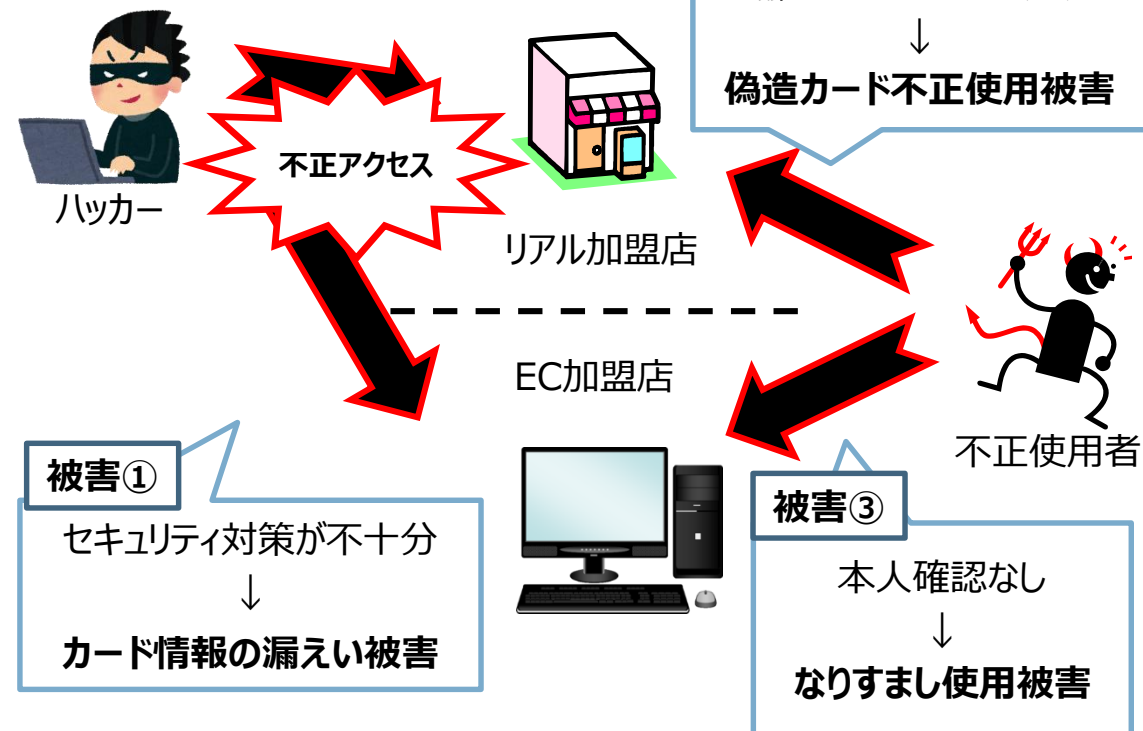 ↓
偽造カード不正使用被害
不正アクセス
ハッカー
リアル加盟店
EC加盟店
不正使用者
被害①
セキュリティ対策が不十分
↓
カード情報の漏えい被害
被害③
本人確認なし
↓
なりすまし使用被害